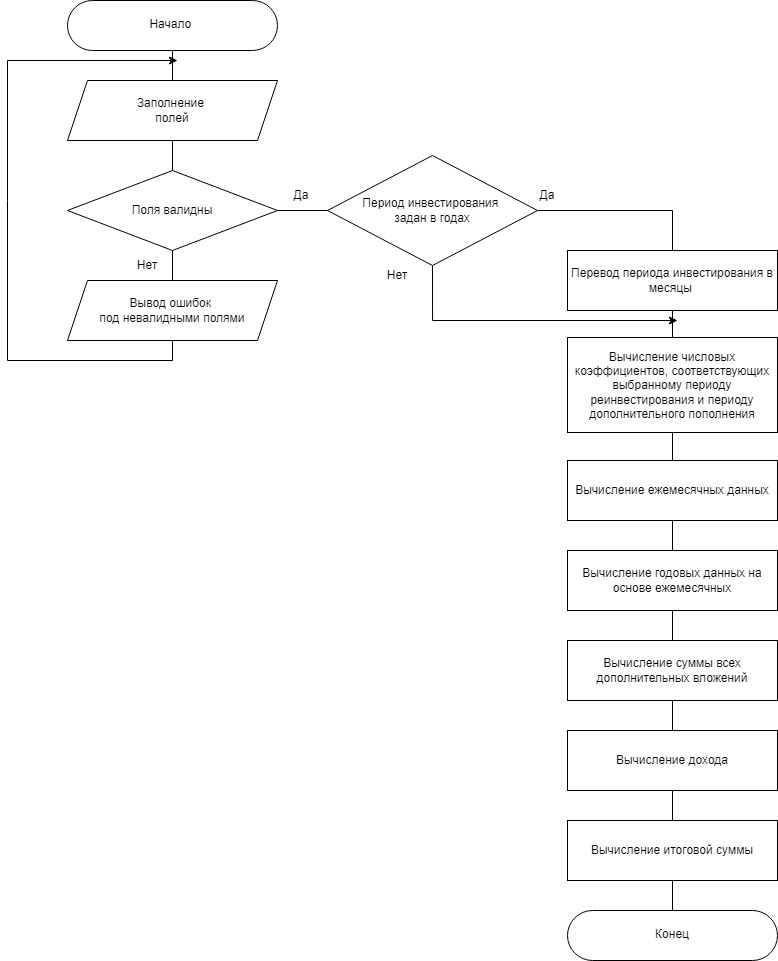 Начало
Заполнение
полей
Поля валидны
Да
Период инвестирования
задан в годах
Да
Нет
Нет
Перевод периода инвестирования в
месяцы
Вывод ошибок
под невалидными полями
Вычисление числовых
коэффициентов, соответствующих
выбранному периоду
реинвестирования и периоду
дополнительного пополнения
Вычисление ежемесячных данных
Вычисление годовых данных на
основе ежемесячных
Вычисление суммы всех
дополнительных вложений
Вычисление дохода
Вычисление итоговой суммы
Конец